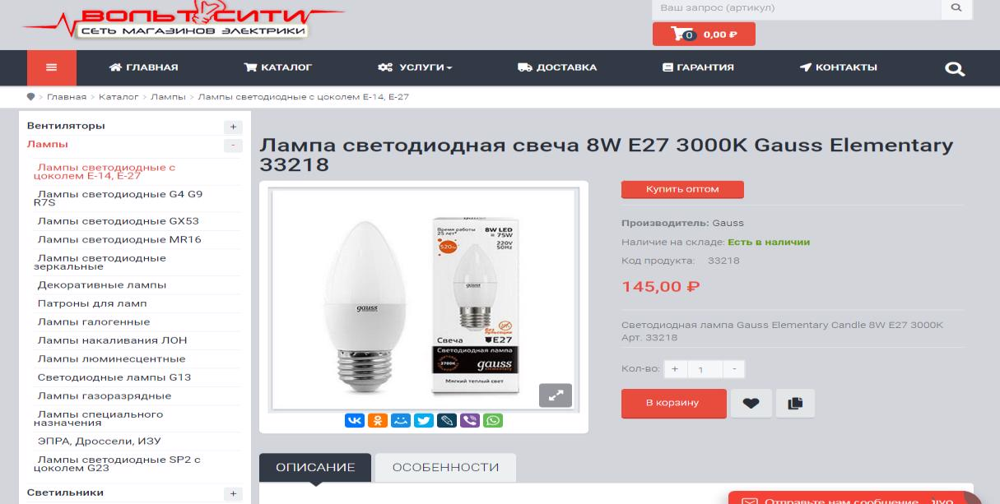 ВОЛЬТ СИТИ
СЕТЬ МАГАЗИНОВ ЭЛЕКТРИКИ
Ваш запрос (артикул)
0 0,00 ₽
ГЛАВНАЯ КАТАЛОГ УСЛУГИ ДОСТАВКА ГАРАНТИЯ КОНТАКТЫ
> Главная > Каталог > Лампы > Лампы светодиодные с цоколем Е-14, Е-27
Вентиляторы +
Лампы -
Лампы светодиодные с
цоколем Е-14, Е-27
Лампы светодиодные G4 G9
R7S
Лампы светодиодные GX53
Лампы светодиодные MR16
Лампы светодиодные
зеркальные
Декоративные лампы
Патроны для ламп
Лампы галогенные
Лампы накаливания ЛОН
Лампы люминесцентные
Светодиодные лампы G13
Лампы газоразрядные
Лампы специального
назначения
ЭПРА, Дроссели, ИЗУ
Лампы светодиодные SP2 с
цоколем G23
Светильники +
Лампа светодиодная свеча 8W E27 3000K Gauss Elementary
33218
gauss
gauss
Время работы
25 лет*
8W LED
= 75W
520
220V
50Hz
gauss
Свеча E27
Светодиодная лампа
gauss
elementary
Мягкий теплый свет
Купить оптом
Производитель: Gauss
Наличие на складе: Есть в наличии
Код продукта: 33218
145,00 ₽
Светодиодная лампа Gauss Elementary Candle 8W E27 3000K
Арт. 33218
Кол-во: + 1 -
В корзину
ОПИСАНИЕ ОСОБЕННОСТИ
Отправьте нам сообщение JIVO